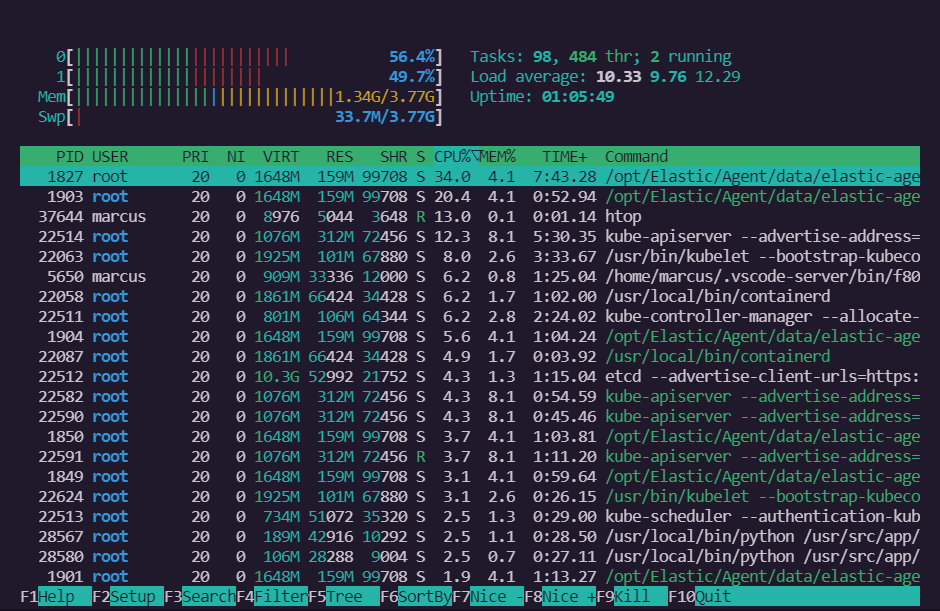 0[||||||||||||||||||||||||56.4%] Tasks: 98, 484 thr; 2 running
1[|||||||||||||||||||||49.7%] Load average: 10.33 9.76 12.29
Mem[|||||||||||||||||||||||||||||1.34G/3.77G] Uptime: 01:05:49
Swp[|33.7M/3.77G]
PID USER PRI NI VIRT RES SHR S CPU%▽MEM% TIME+ Command
1827 root 20 0 1648M 159M 99708 S 34.0 4.1 7:43.28 /opt/Elastic/Agent/data/elastic-age
1903 root 20 0 1648M 159M 99708 S 20.4 4.1 0:52.94 /opt/Elastic/Agent/data/elastic-age
37644 marcus 20 0 8976 5044 3648 R 13.0 0.1 0:01.14 htop
22514 root 20 0 1076M 312M 72456 S 12.3 8.1 5:30.35 kube-apiserver --advertise-address=
22063 root 20 0 1925M 101M 67880 S 8.0 2.6 3:33.67 /usr/bin/kubelet --bootstrap-kubeco
5650 marcus 20 0 909M 33336 12000 S 6.2 0.8 1:25.04 /home/marcus/.vscode-server/bin/f80
22058 root 20 0 1861M 66424 34428 S 6.2 1.7 1:02.00 /usr/local/bin/containerd
22511 root 20 0 801M 106M 64344 S 6.2 2.8 2:24.02 kube-controller-manager --allocate-
1904 root 20 0 1648M 159M 99708 S 5.6 4.1 1:04.24 /opt/Elastic/Agent/data/elastic-age
22087 root 20 0 1861M 66424 34428 S 4.9 1.7 0:03.92 /usr/local/bin/containerd
22512 root 20 0 10.3G 52992 21752 S 4.3 1.3 1:15.04 etcd --advertise-client-urls=https:
22582 root 20 0 1076M 312M 72456 S 4.3 8.1 0:54.59 kube-apiserver --advertise-address=
22590 root 20 0 1076M 312M 72456 S 4.3 8.1 0:45.46 kube-apiserver --advertise-address=
1850 root 20 0 1648M 159M 99708 S 3.7 4.1 1:03.81 /opt/Elastic/Agent/data/elastic-age
22591 root 20 0 1076M 312M 72456 R 3.7 8.1 1:11.20 kube-apiserver --advertise-address=
1849 root 20 0 1648M 159M 99708 S 3.1 4.1 0:59.64 /opt/Elastic/Agent/data/elastic-age
22624 root 20 0 1925M 101M 67880 S 3.1 2.6 0:26.15 /usr/bin/kubelet --bootstrap-kubeco
22513 root 20 0 734M 51072 35320 S 2.5 1.3 0:29.00 kube-scheduler --authentication-kub
28567 root 20 0 189M 42916 10292 S 2.5 1.1 0:28.50 /usr/local/bin/python /usr/src/app/
28580 root 20 0 106M 28288 9004 S 2.5 0.7 0:27.11 /usr/local/bin/python /usr/src/app/
1901 root 20 0 1648M 159M 99708 S 1.9 4.1 1:13.27 /opt/Elastic/Agent/data/elastic-age
F1Help F2Setup F3SearchF4FilterF5Tree F6SortByF7Nice -F8Nice +F9Kill F10Quit